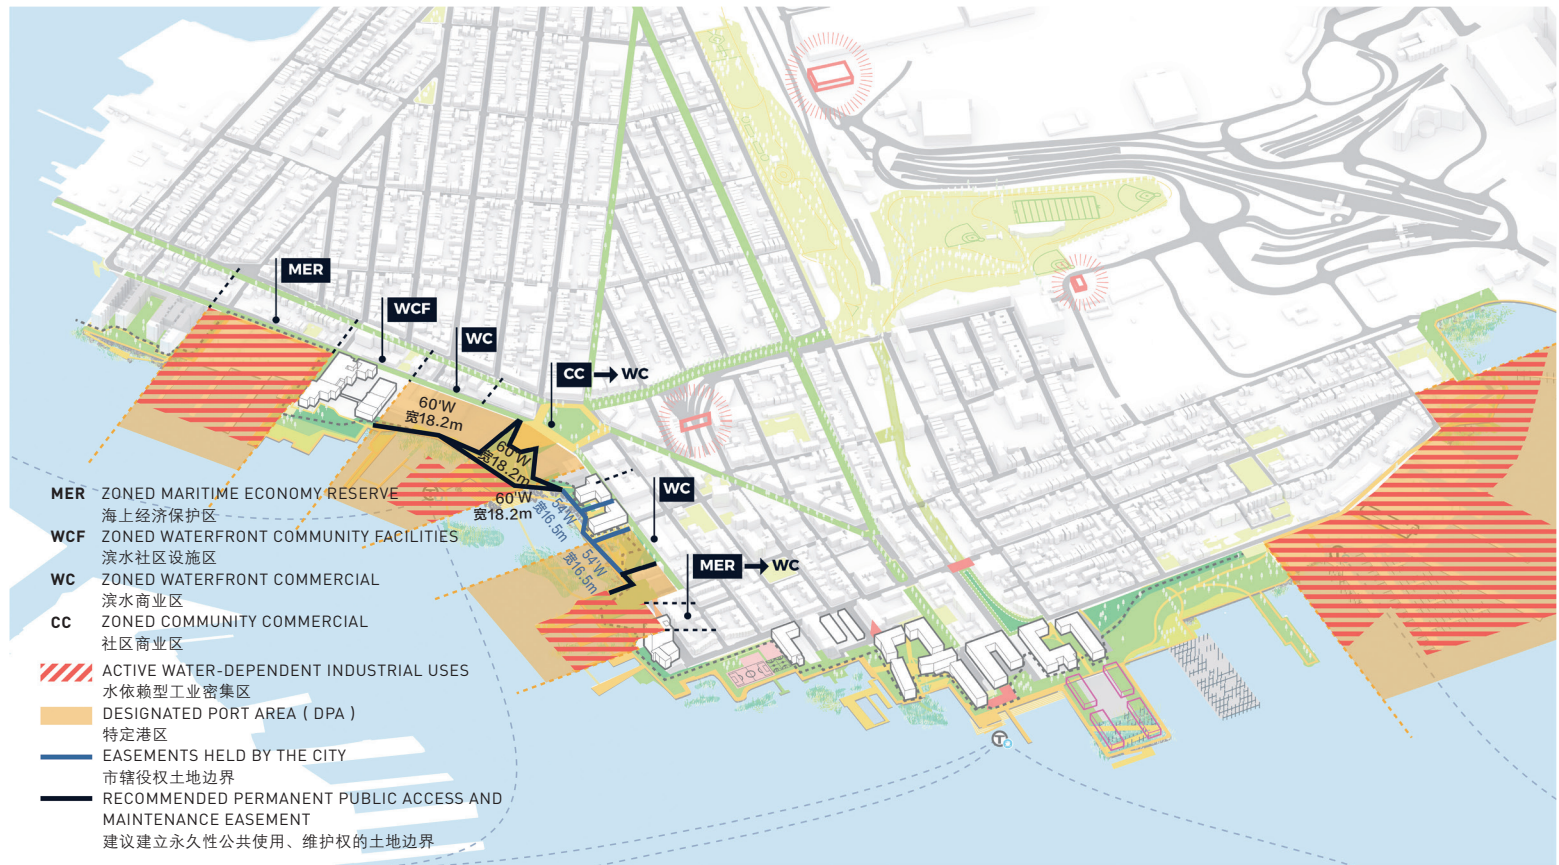 MER
WCF
WC
CC → WC
60'W
宽18.2m
60'W
宽18.2m
60'W
宽18.2m
54'W
宽16.5m
54'W
宽16.5m
WC
MER → WC
T
MER ZONED MARITIME ECONOMY RESERVE
海上经济保护区
WCF ZONED WATERFRONT COMMUNITY FACILITIES
滨水社区设施区
WC ZONED WATERFRONT COMMERCIAL
滨水商业区
CC ZONED COMMUNITY COMMERCIAL
社区商业区
ACTIVE WATER-DEPENDENT INDUSTRIAL USES
水依赖型工业密集区
DESIGNATED PORT AREA ( DPA )
特定港区
EASEMENTS HELD BY THE CITY
市辖役权土地边界
RECOMMENDED PERMANENT PUBLIC ACCESS AND
MAINTENANCE EASEMENT
建议建立永久性公共使用、维护权的土地边界